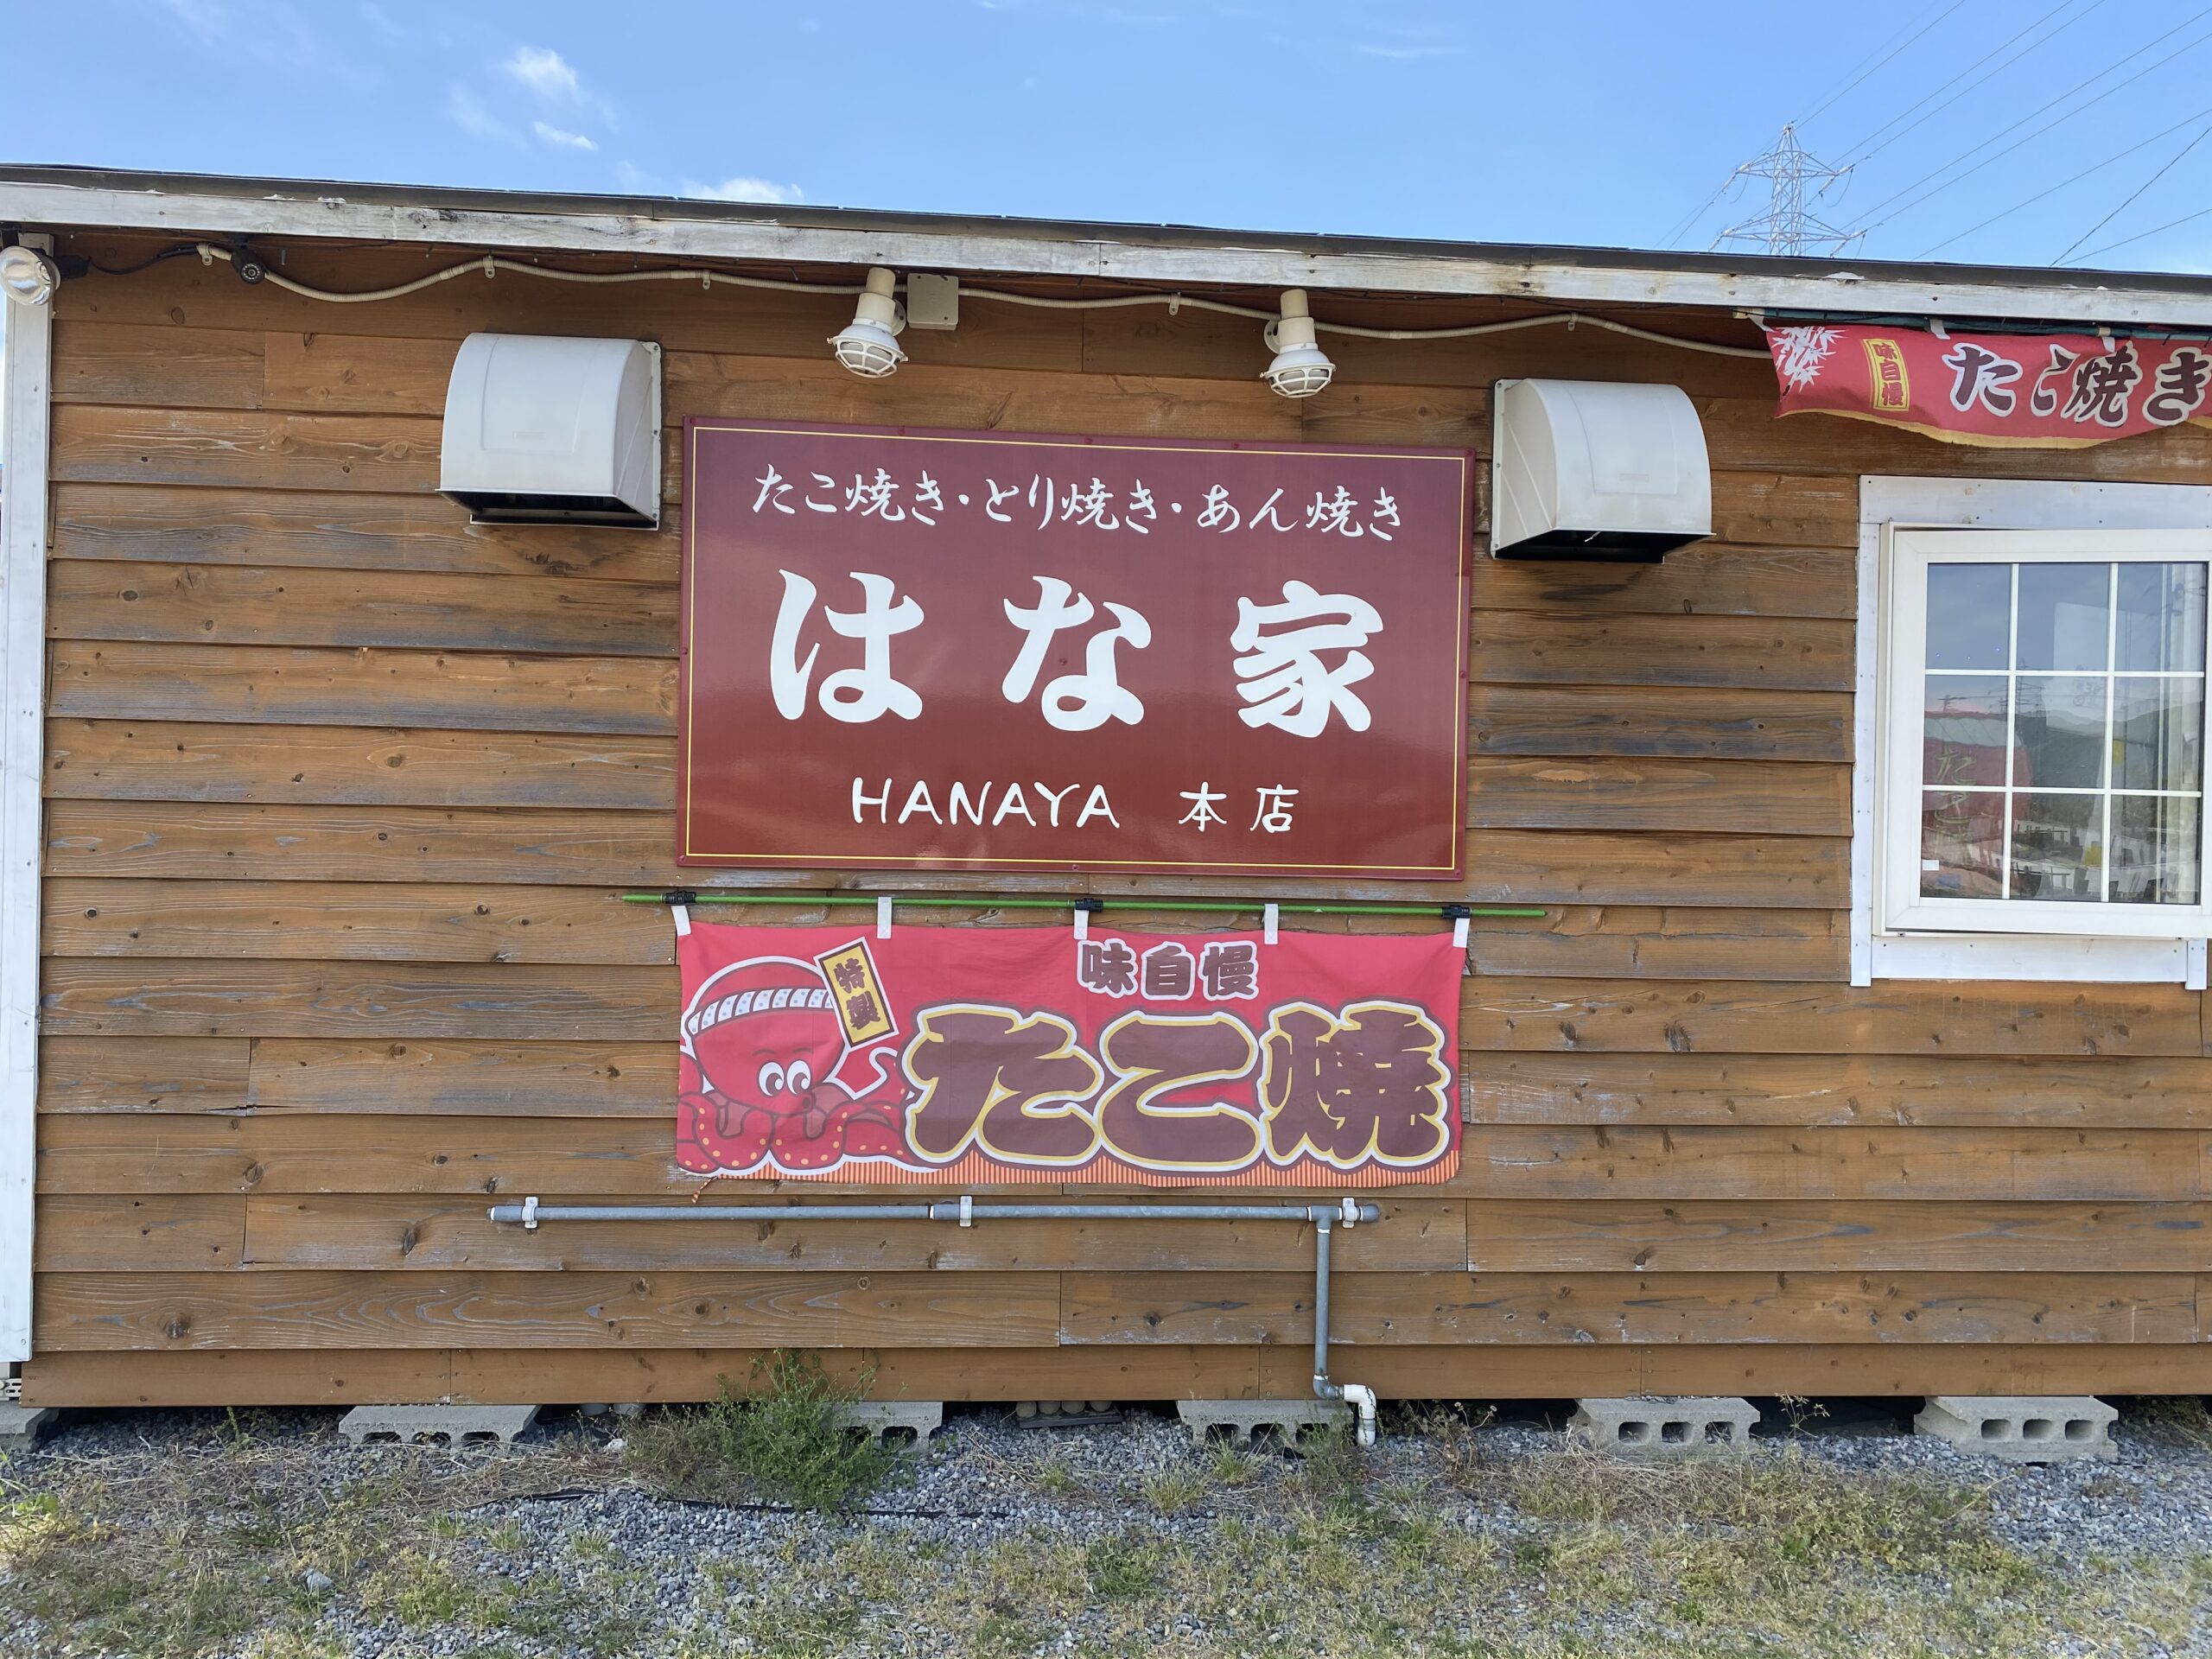 たこ焼き・とり焼き・あん焼き
はな家
HANAYA 本店
味自慢
たこ焼き
特製
味自慢
たこ焼